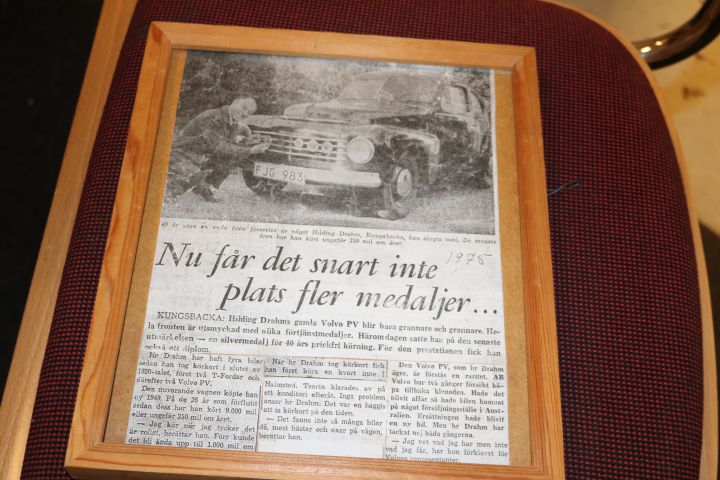 FJG 983
40 år utan en enda liten förseelse är något Hilding Drahm, Kungsbacka, kan skryta med. De senaste
åren har han kört ungefär 350 mil om året.
1975
Nu får det snart inte
plats fler medaljer...
KUNGSBACKA: Hilding Drahms gamla Volvo PV blir bara grannare och grannare. He-
la fronten är utsmyckad med olika förtjänstmedaljer. Häromdagen satte han på den senaste
utmärkelsen — en silvermedalj för 40 års prickfri körning. För den prestationen fick han
också ett diplom.
Hr Drahm har haft fyra bilar
sedan han tog körkort i slutet av
1920-talet, först två T-Fordar och
därefter två Volvo PV.
Den nuvarande vagnen köpte han
ny 1949. På de 26 år som förflutit
sedan dess har han kört 9.000 mil
eller ungefär 350 mil om året.
— Jag kör när jag tycker det
är rolist, berättar han. Förr kunde
det bli ända upp till 1.000 mil om
När hr Drahm tog körkort fick
han först köra en kvart inne i
Halmstad. Teorin klarades av på
ett konditori efteråt. Inga problem,
anser hr Drahm. Det var en baggis
att ta körkort på den tiden.
— Det fanns inte så många bilar
då, mest hästar och oxar på vägen,
berättar han.
Den Volvo PV, som hr Drahm
äger, är förstås en raritet. AB
Volvo har två gånger försökt kö-
pa tillbaka klenoden. Hade det
blivit affär så hade bilen hamnat
på något försäljningsställe i Aust-
ralien. Ersättningen hade blivit
en ny bil. Men hr Drahm har
tackat nej, båda gångerna.
— Jag vet vad jag har men inte
vad jag får, har han förklarat för
Volvos representanter.